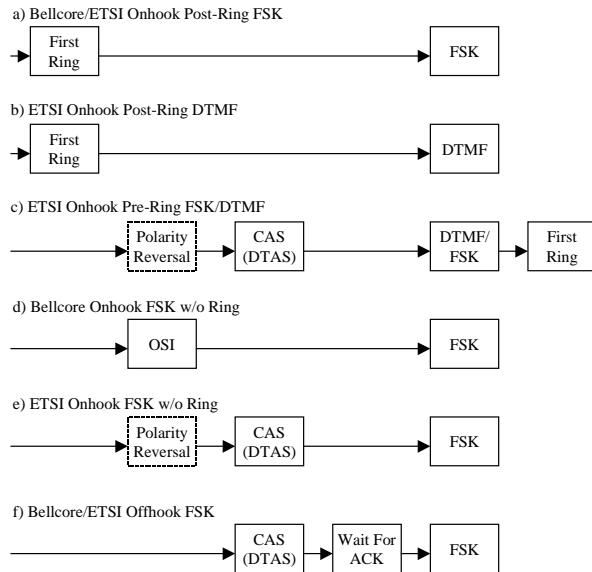 a) Bellcore/ETSI Onhook Post-Ring FSK
First
Ring
FSK
b) ETSI Onhook Post-Ring DTMF
First
Ring
DTMF
c) ETSI Onhook Pre-Ring FSK/DTMF
Polarity
Reversal
CAS
(DTAS)
DTMF/
FSK
First
Ring
d) Bellcore Onhook FSK w/o Ring
OSI
FSK
e) ETSI Onhook FSK w/o Ring
Polarity
Reversal
CAS
(DTAS)
FSK
f) Bellcore/ETSI Offhook FSK
CAS
(DTAS)
Wait For
ACK
FSK